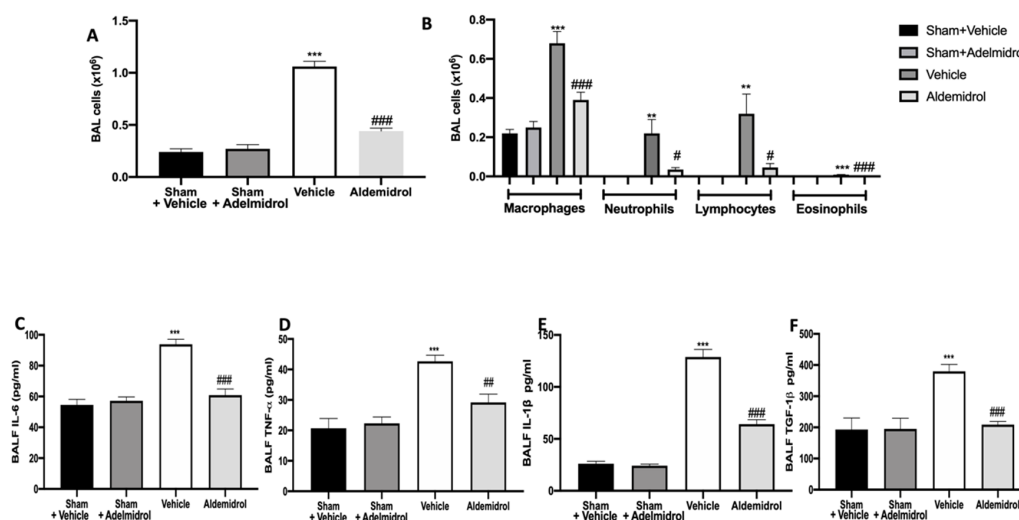 A
BAL cells (x10⁶)
1.5
1.0
0.5
0.0
***
###
Sham + Vehicle
Sham + Adelmidrol
Vehicle
Aldemidrol
B
BAL cells (x10⁶)
0.8
0.6
0.4
0.2
0.0
***
###
**
#
**
#
***
###
Macrophages
Neutrophils
Lymphocytes
Eosinophils
Sham+Vehicle
Sham+Adelmidro
Vehicle
Aldemidrol
C
BALF IL-6 (pg/ml)
100
80
60
40
20
0
***
###
Sham + Vehicle
Sham + Adelmidrol
Vehicle
Aldemidrol
D
BALF TNF-α (pg/ml)
50
40
30
20
10
0
***
##
Sham + Vehicle
Sham + Adelmidrol
Vehicle
Aldemidrol
E
BALF IL-1β pg/ml)
150
100
50
0
***
###
Sham + Vehicle
Sham + Adelmidrol
Vehicle
Aldemidrol
F
BALF TGF-1β pg/ml)
500
400
300
200
100
0
***
###
Sham + Vehicle
Sham + Adelmidrol
Vehicle
Aldemidrol